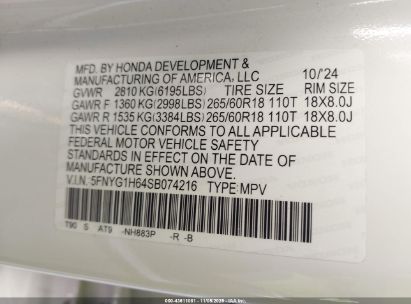 MFD. BY HONDA DEVELOPMENT &
MANUFACTURING OF AMERICA, LLC 10/24
GVWR 2810 KG(6195LBS) TIRE SIZE RIM SIZE
GAWR F 1360 KG(2998LBS) 265/60R18 110T 18X8.0J
GAWR R 1535 KG(3384LBS) 265/60R18 110T 18X8.0J
THIS VEHICLE CONFORMS TO ALL APPLICABLE
FEDERAL MOTOR VEHICLE SAFETY
STANDARDS IN EFFECT ON THE DATE OF
MANUFACTURE SHOWN ABOVE.
V.I.N. 5FNYG1H64SB074216 TYPE:MPV
T90 S AT9 -NH883P -R -B